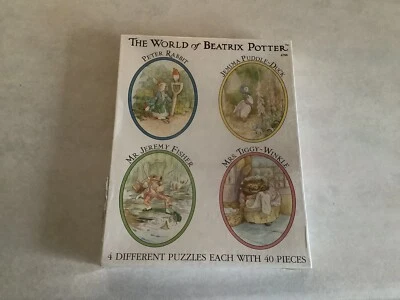 THE WORLD of BEATRIX POTTER™
PETER RABBIT
JEMIMA PUDDLE-DUCK
MR. JEREMY FISHER
MRS. TIGGY-WINKLE
4 DIFFERENT PUZZLES EACH WITH 40 PIECES